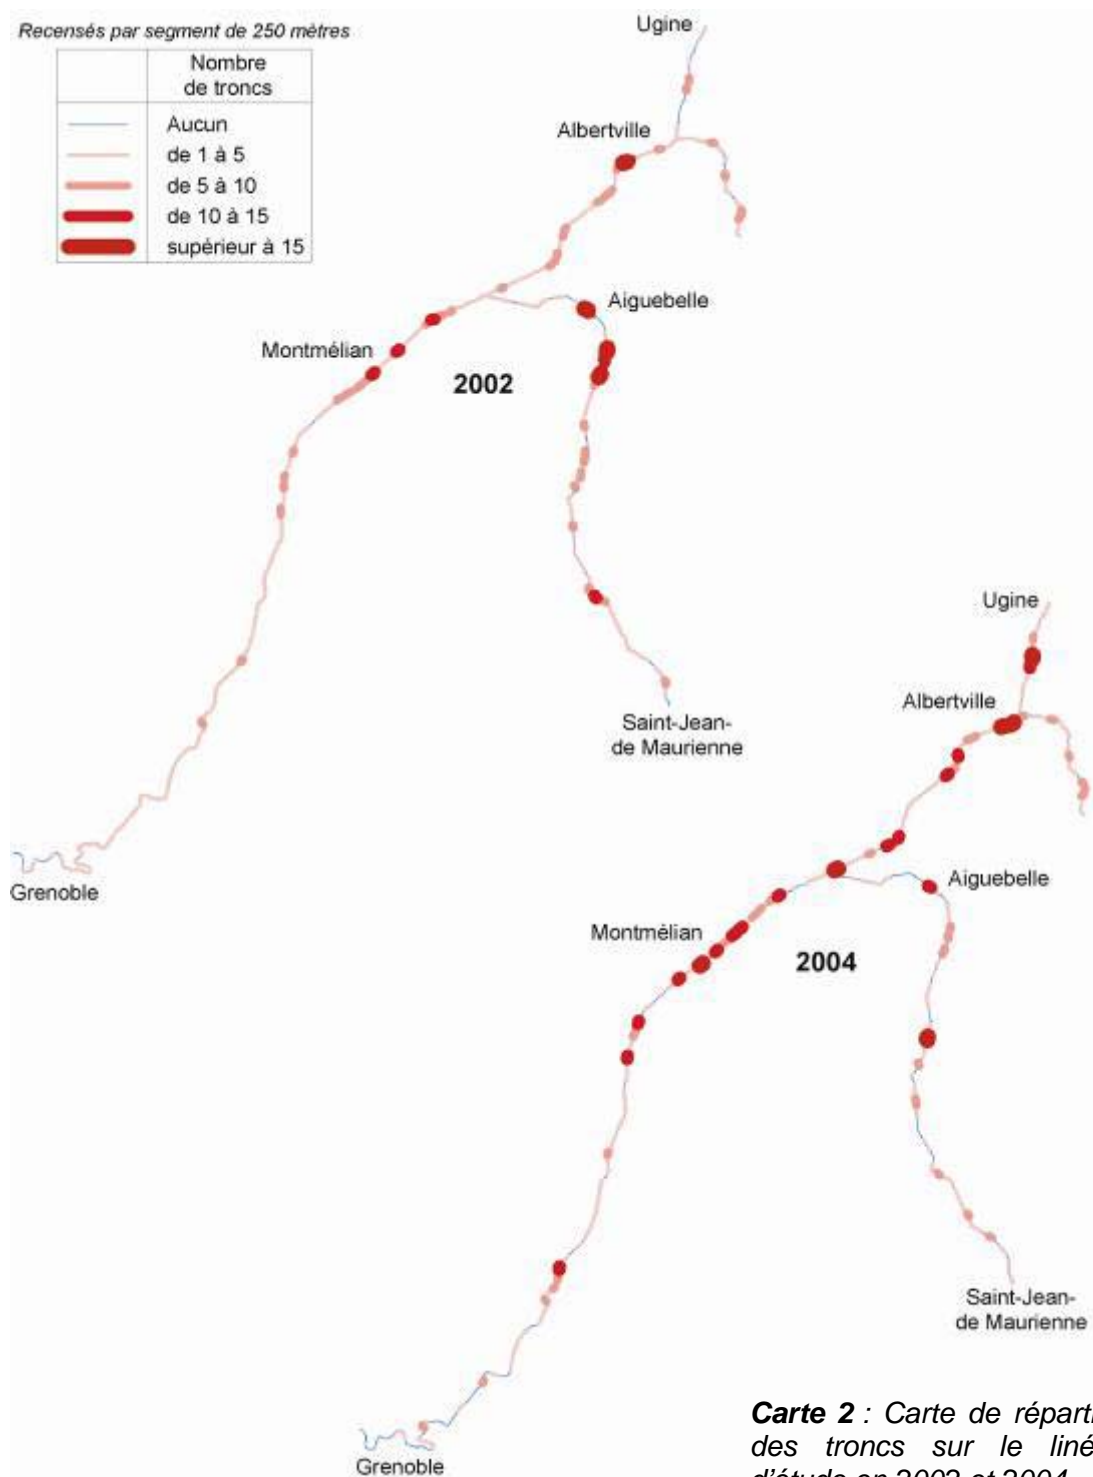 Recensés par segment de 250 mètres
Nombre
de troncs
Aucun
de 1 à 5
de 5 à 10
de 10 à 15
supérieur à 15
Ugine
Albertville
Aiguebelle
Montmélian
2002
Saint-Jean-
de Maurienne
Grenoble
Ugine
Albertville
Aiguebelle
Montmélian
2004
Saint-Jean-
de Maurienne
Grenoble
Carte 2 : Carte de réparti
des troncs sur le liné
d'étude en 2002 et 2004